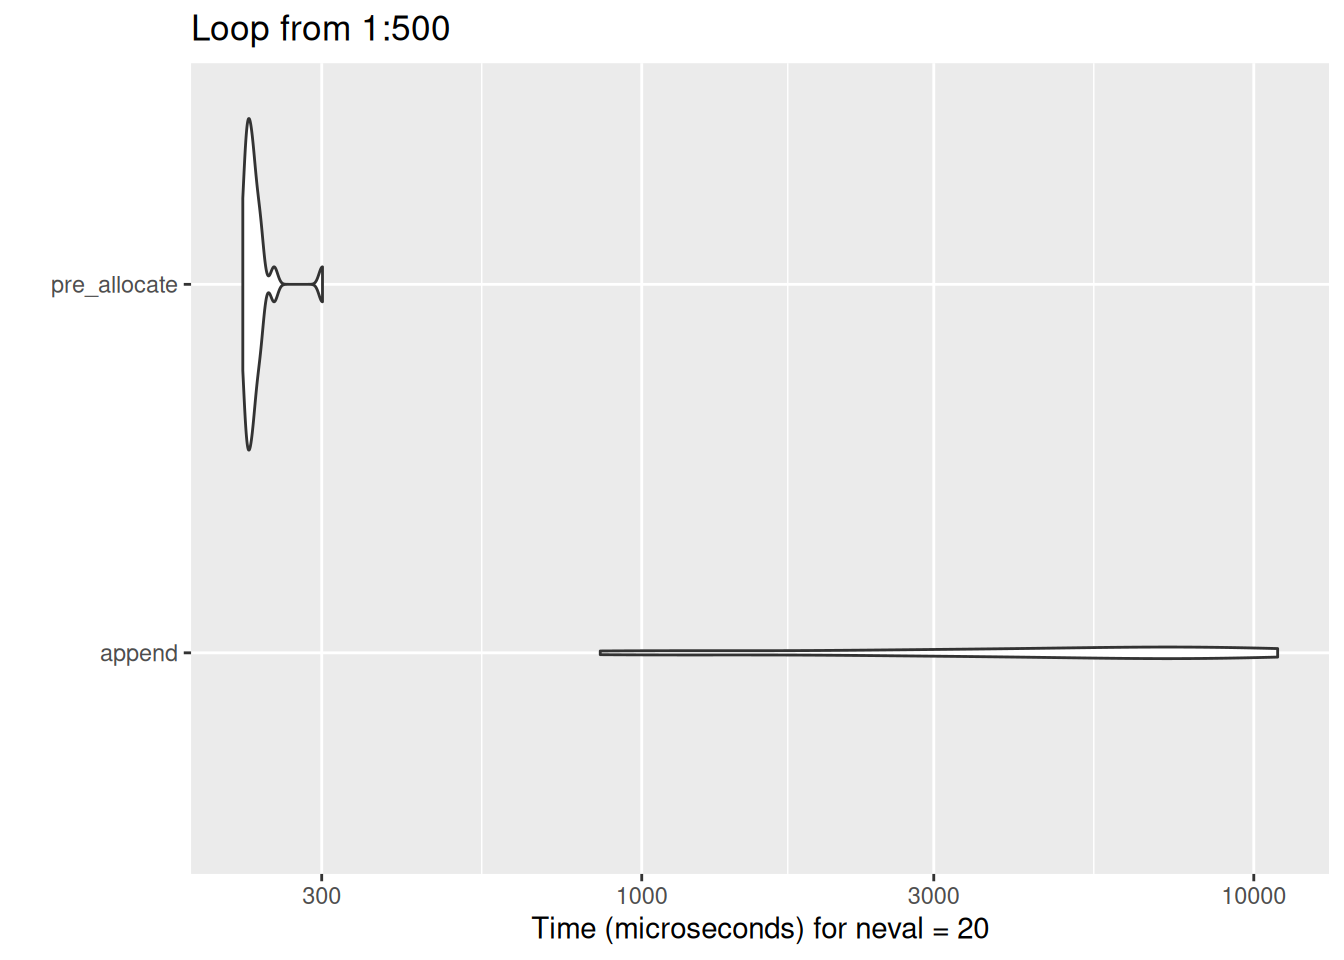 Loop from 1:500
pre_allocate
append
300 1000 3000 10000
Time (microseconds) for neval = 20